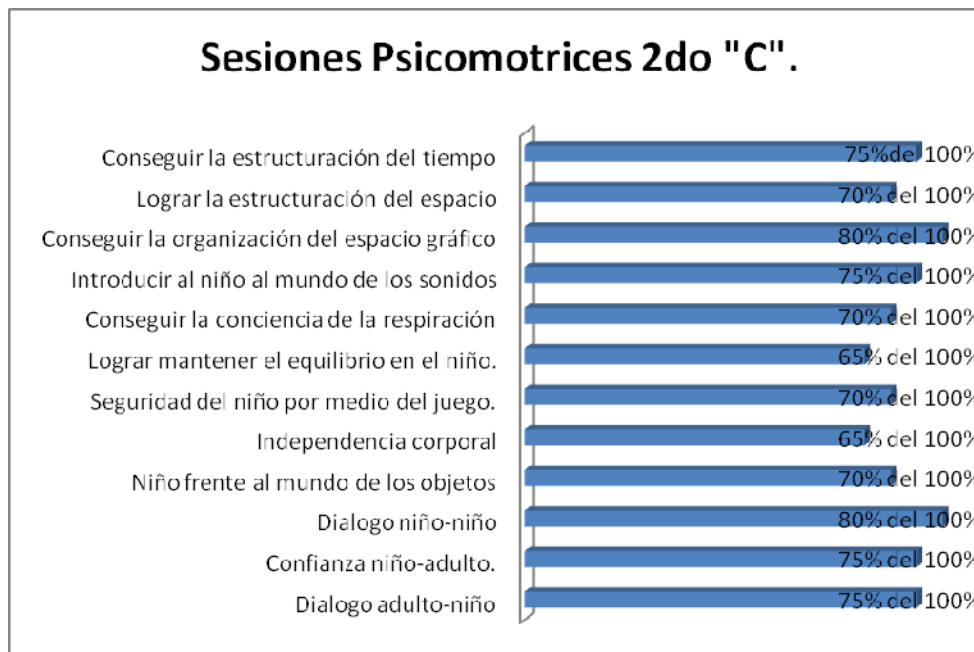 Sesiones Psicomotrices 2do "C".
Conseguir la estructuración del tiempo 75%de 100%
Lograr la estructuración del espacio 70% del 100%
Conseguir la organización del espacio gráfico 80% del 100%
Introducir al niño al mundo de los sonidos 75% del 100%
Conseguir la conciencia de la respiración 70% del 100%
Lograr mantener el equilibrio en el niño. 65% del 100%
Seguridad del niño por medio del juego. 70% del 100%
Independencia corporal 65% del 100%
Niño frente al mundo de los objetos 70% del 100%
Dialogo niño-niño 80% del 100%
Confianza niño-adulto. 75% del 100%
Dialogo adulto-niño 75% del 100%